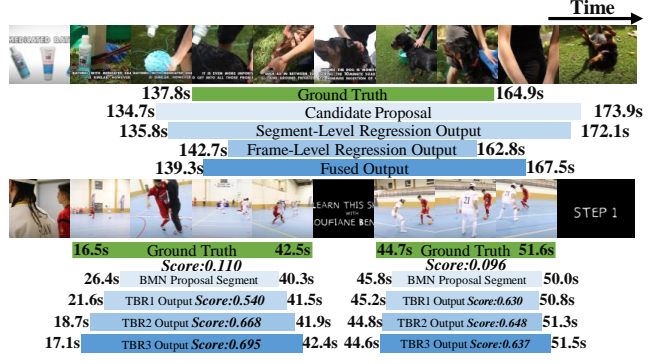 Time
MEDICATED BAT
137.8s Ground Truth 164.9s
134.7s Candidate Proposal 173.9s
135.8s Segment-Level Regression Output 172.1s
142.7s Frame-Level Regression Output 162.8s
139.3s Fused Output 167.5s
LEARN THIS SK
WITH
OUFIANE BEN
STEP 1
16.5s Ground Truth 42.5s 44.7s Ground Truth 51.6s
Score:0.110 Score:0.096
26.4s BMN Proposal Segment 40.3s 45.8s BMN Proposal Segment 50.0s
21.6s TBR1 Output Score:0.540 41.5s 45.2s TBR1 Output Score:0.630 50.8s
18.7s TBR2 Output Score:0.668 41.9s 44.8s TBR2 Output Score:0.648 51.3s
17.1s TBR3 Output Score:0.695 42.4s 44.6s TBR3 Output Score:0.637 51.5s